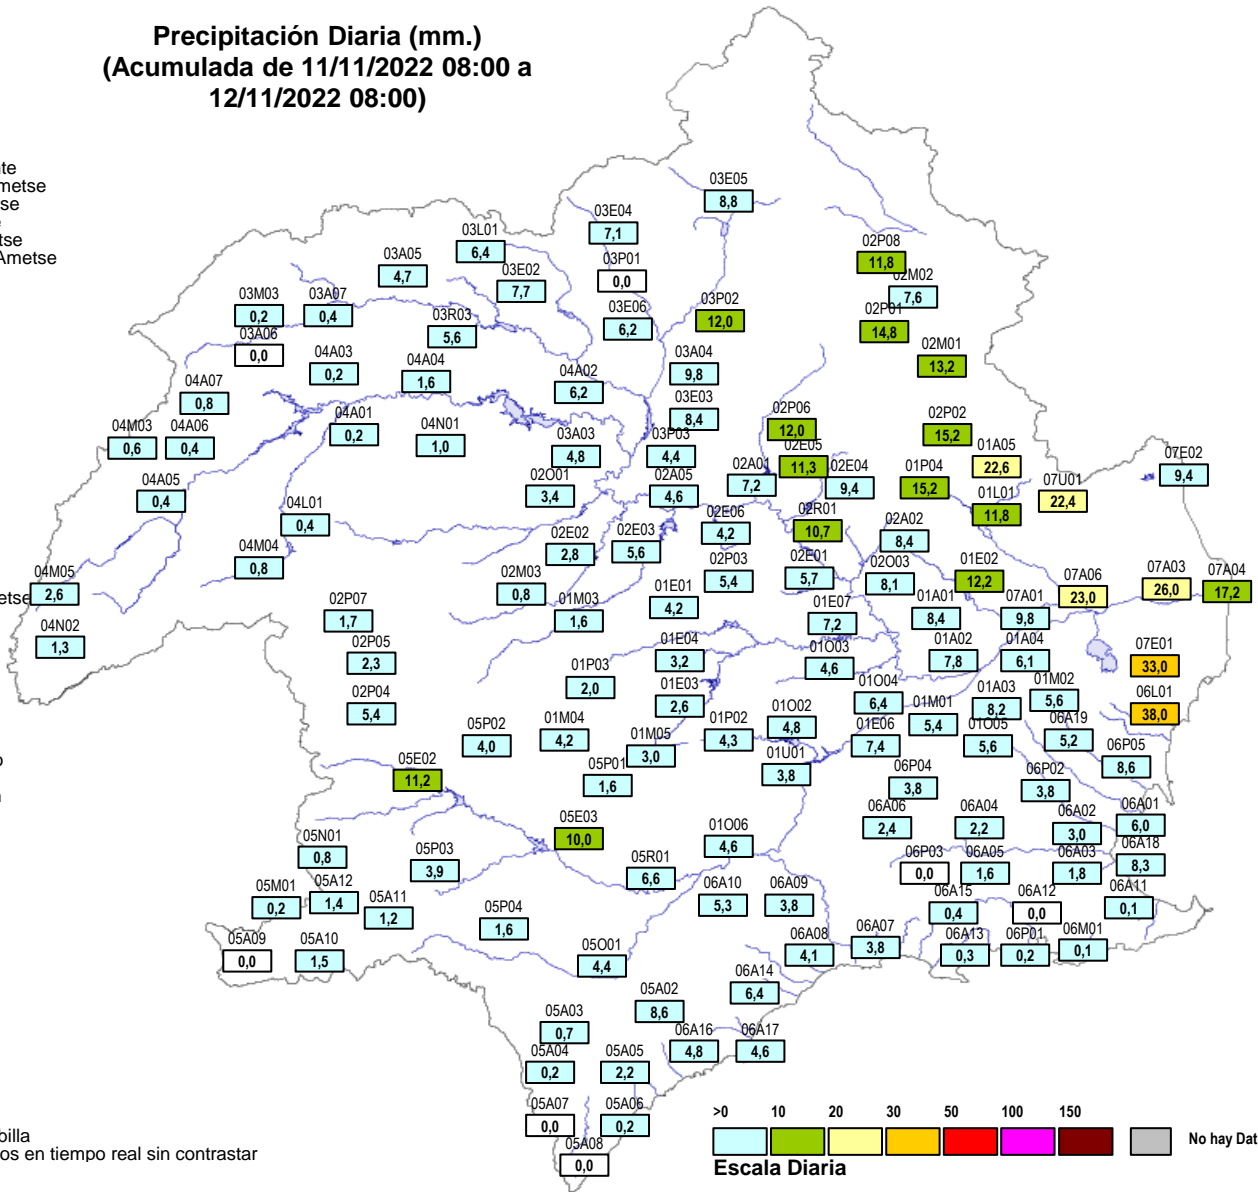 Precipitación Diaria (mm.)
(Acumulada de 11/11/2022 08:00 a
12/11/2022 08:00)
03E05
8,8
03E04
7,1
03L01
6,4
03A05
4,7
03P01
0,0
03E02
7,7
02P08
11,8
02M02
7,6
03M03
0,2
03A07
0,4
03R03
5,6
03E06
6,2
03P02
12,0
02P01
14,8
03A06
0,0
04A03
0,2
04A04
1,6
04A02
6,2
03A04
9,8
02M01
13,2
04A07
0,8
03E03
8,4
04M03
0,6
04A06
0,4
04A01
0,2
04N01
1,0
03A03
4,8
03P03
4,4
02P06
12,0
02P02
15,2
02E05
11,3
01A05
22,6
07E02
9,4
04A05
0,4
02O01
3,4
02A05
4,6
02A01
7,2
02E04
9,4
01P04
15,2
07U01
22,4
04L01
0,4
01L01
11,8
02E06
4,2
02R01
10,7
02A02
8,4
04M04
0,8
02E02
2,8
02E03
5,6
04M05
2,6
02M03
0,8
02P03
5,4
02E01
5,7
02O03
8,1
01E02
12,2
07A06
23,0
07A03
26,0
07A04
17,2
etse
02P07
1,7
01M03
1,6
01E01
4,2
01E07
7,2
01A01
8,4
07A01
9,8
04N02
1,3
02P05
2,3
01E04
3,2
01O03
4,6
01A02
7,8
01A04
6,1
07E01
33,0
01P03
2,0
01E03
2,6
01O04
6,4
01A03
8,2
01M02
5,6
06L01
38,0
02P04
5,4
05P02
4,0
01M04
4,2
01M05
3,0
01P02
4,3
01O02
4,8
01E06
7,4
01M01
5,4
01O05
5,6
06A19
5,2
06P05
8,6
05E02
11,2
05P01
1,6
01U01
3,8
06P04
3,8
06P02
3,8
05E03
10,0
06A06
2,4
06A04
2,2
06A02
3,0
06A01
6,0
05N01
0,8
05P03
3,9
01O06
4,6
05R01
6,6
06P03
0,0
06A05
1,6
06A03
1,8
06A18
8,3
05M01
0,2
05A12
1,4
05A11
1,2
06A10
5,3
06A09
3,8
06A15
0,4
06A12
0,0
06A11
0,1
05P04
1,6
05A09
0,0
05A10
1,5
05O01
4,4
06A08
4,1
06A07
3,8
06A13
0,3
06P01
0,2
06M01
0,1
06A14
6,4
05A02
8,6
05A03
0,7
06A16
4,8
06A17
4,6
05A04
0,2
05A05
2,2
05A07
0,0
05A06
0,2
05A08
0,0
billa
os en tiempo real sin contrastar
>0 10 20 30 50 100 150
No hay Dat
Escala Diaria